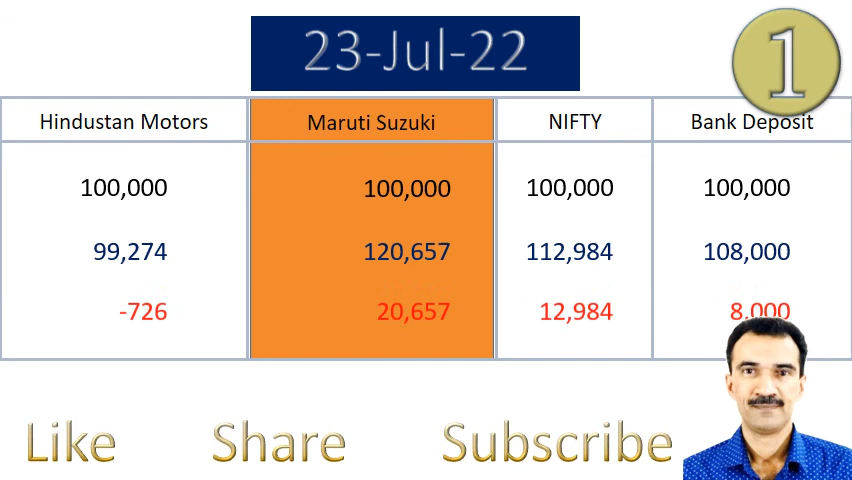 23-Jul-22
1
Hindustan Motors Maruti Suzuki NIFTY Bank Deposit
100,000 100,000 100,000 100,000
99,274 120,657 112,984 108,000
-726 20,657 12,984 8,000
Like Share Subscribe